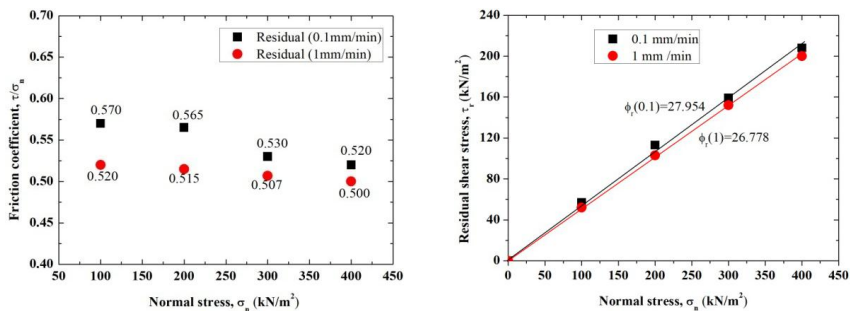 0.70
0.65
0.60
0.55
0.50
0.45
0.40
Friction coefficient, τ/σn
Residual (0.1mm/min)
Residual (1mm/min)
0.570
0.565
0.530
0.520
0.520
0.515
0.507
0.500
50 100 150 200 250 300 350 400 450
Normal stress, σn (kN/m²)
240
200
160
120
80
40
0
Residual shear stress, τr (kN/m²)
0.1 mm/min
1 mm /min
ϕr(0.1)=27.954
ϕr(1)=26.778
0 50 100 150 200 250 300 350 400 450
Normal stress, σn (kN/m²)